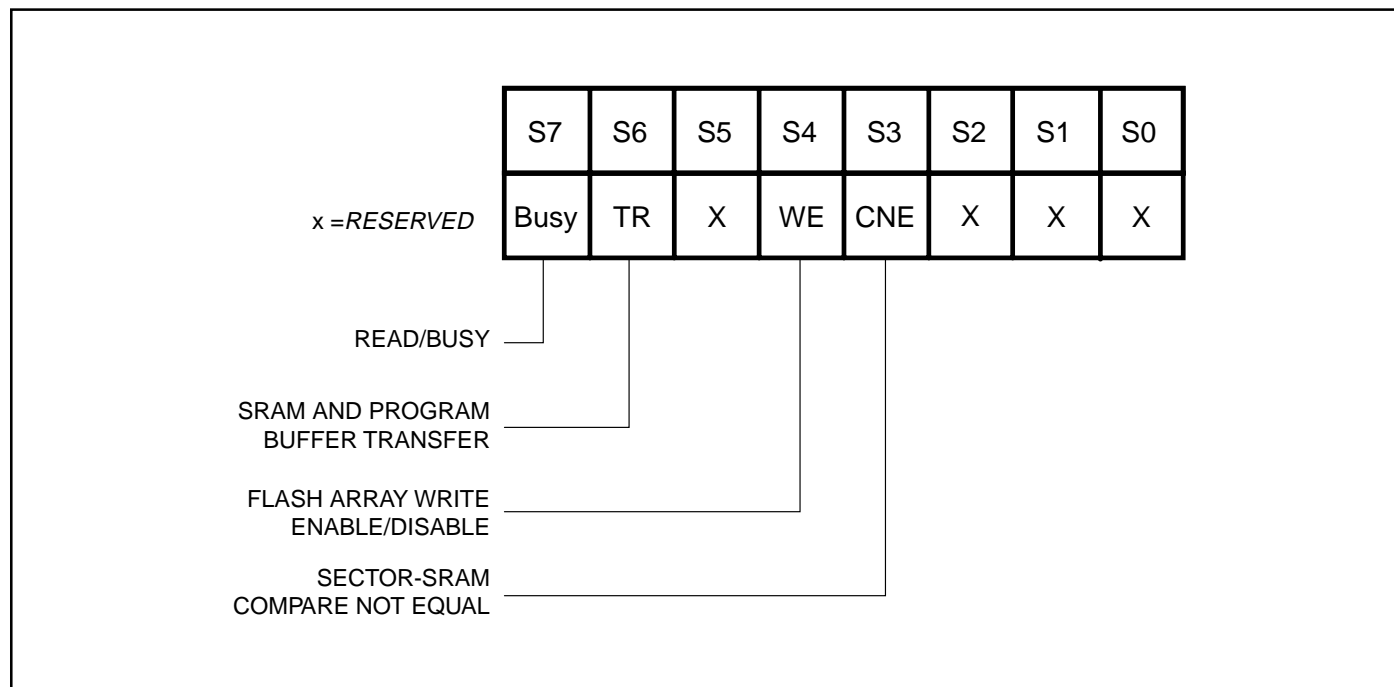 S7 S6 S5 S4 S3 S2 S1 S0
x =RESERVED
Busy TR X WE CNE X X X
READ/BUSY
SRAM AND PROGRAM
BUFFER TRANSFER
FLASH ARRAY WRITE
ENABLE/DISABLE
SECTOR-SRAM
COMPARE NOT EQUAL